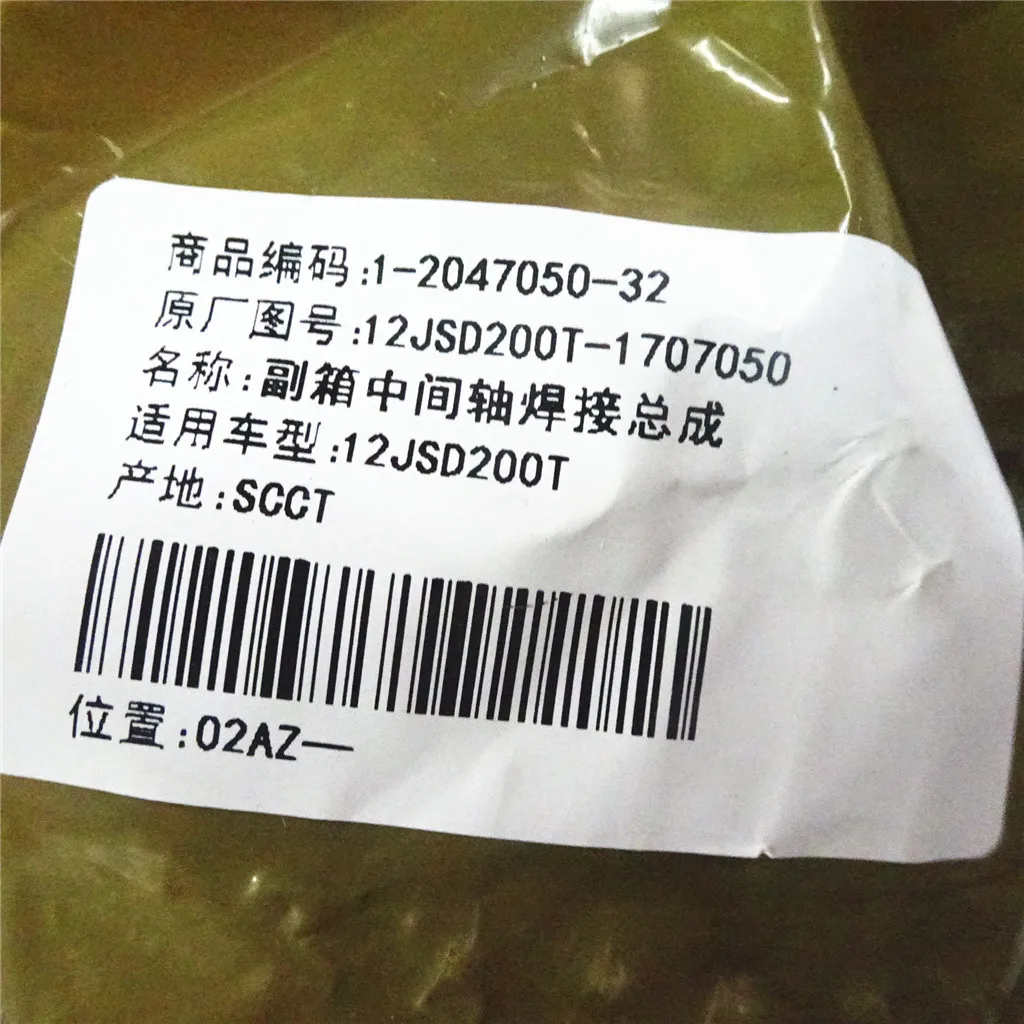 商品编码:1-2047050-32
原厂图号:12JSD200T-1707050
名称:副箱中间轴焊接总成
适用车型:12JSD200T
产地:SCCT
位置:02AZ—